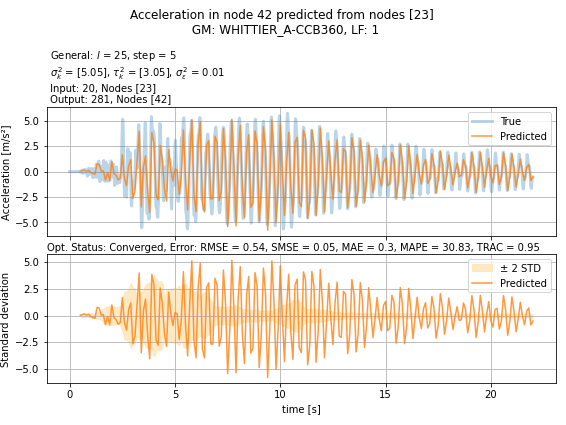 Acceleration in node 42 predicted from nodes [23]
GM: WHITTIER_A-CCB360, LF: 1
General: l = 25, step = 5
σ²ₖ = [5.05], τ²ₖ = [3.05], σ²ε = 0.01
Input: 20, Nodes [23]
Output: 281, Nodes [42]
Acceleration [m/s²]
5.0
2.5
0.0
−2.5
−5.0
True
Predicted
Opt. Status: Converged, Error: RMSE = 0.54, SMSE = 0.05, MAE = 0.3, MAPE = 30.83, TRAC = 0.95
Standard deviation
5.0
2.5
0.0
−2.5
−5.0
± 2 STD
Predicted
0
5
10
15
20
time [s]